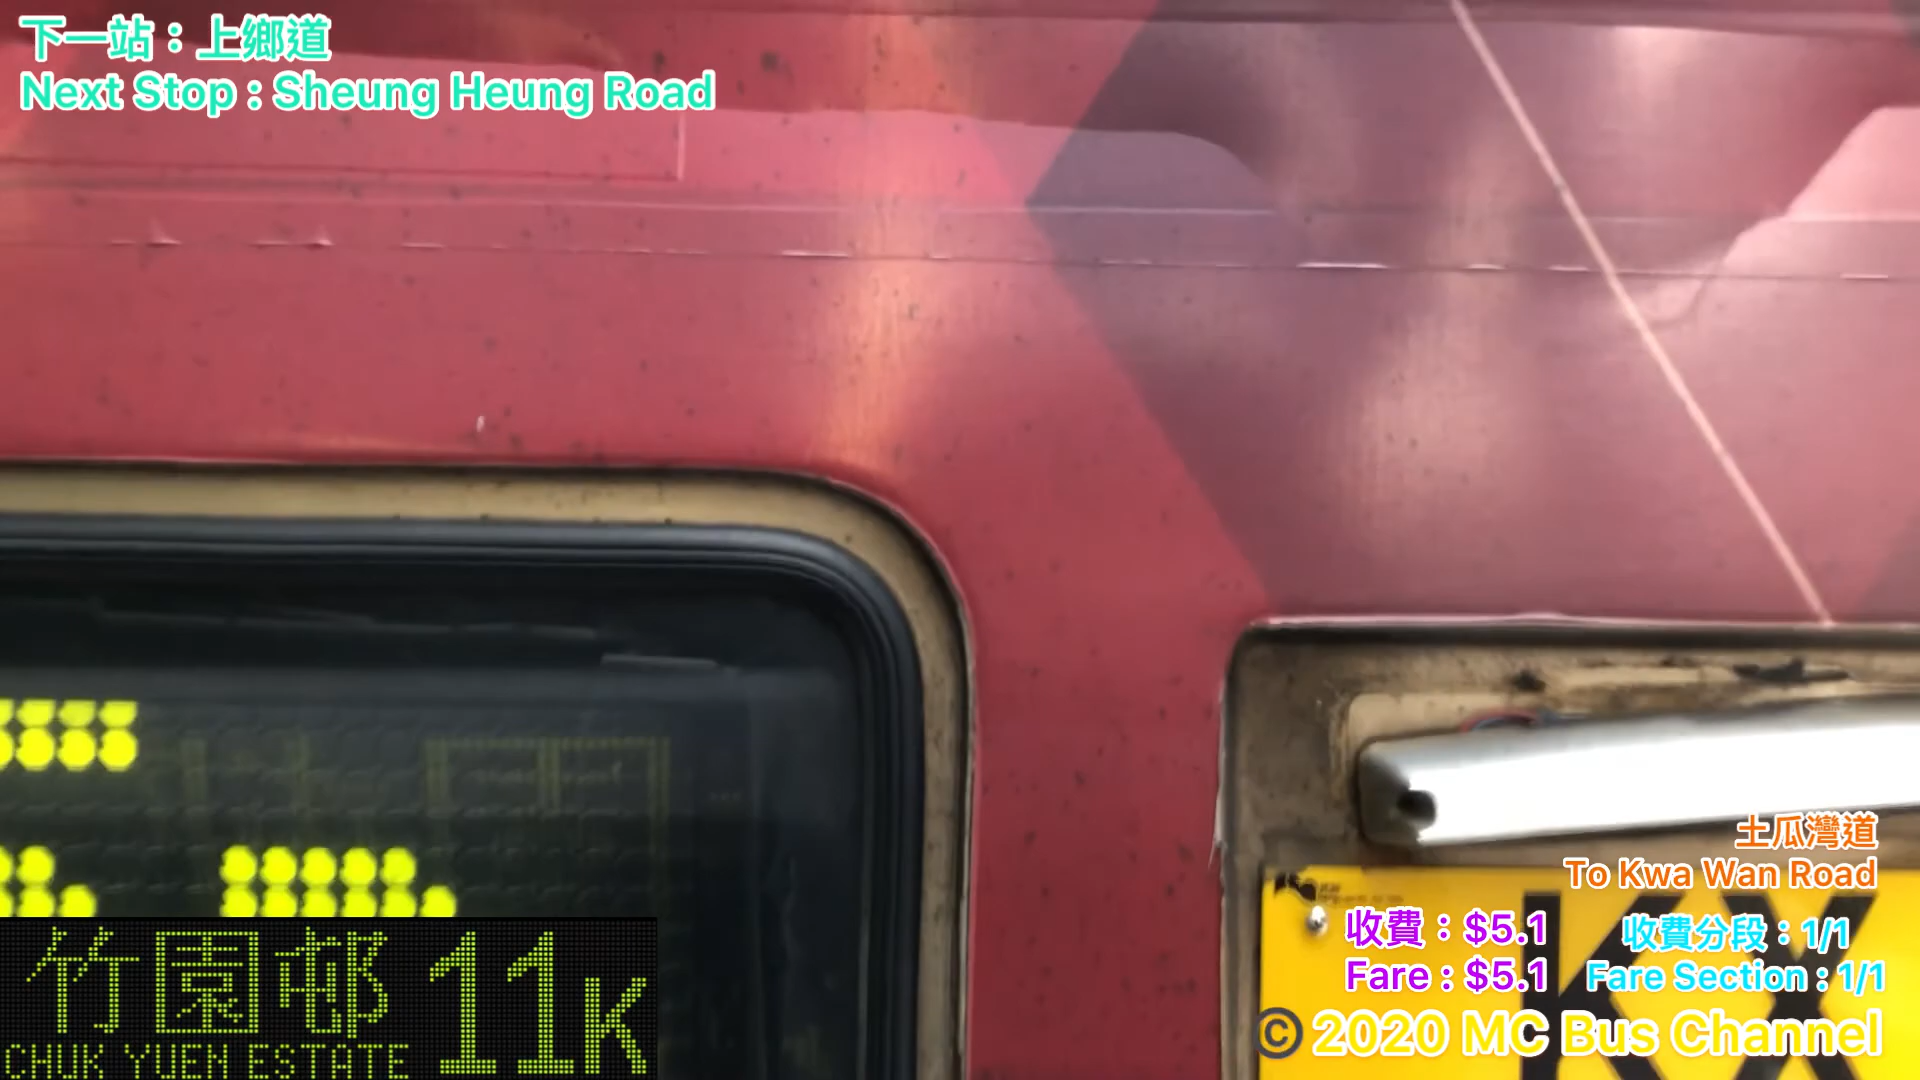 下一站：上鄉道
Next Stop : Sheung Heung Road
土瓜灣道
To Kwa Wan Road
收費：$5.1
收費分段：1/1
Fare : $5.1
Fare Section : 1/1
竹園邨 11K
CHUK YUEN ESTATE
KX
© 2020 MC Bus Channel